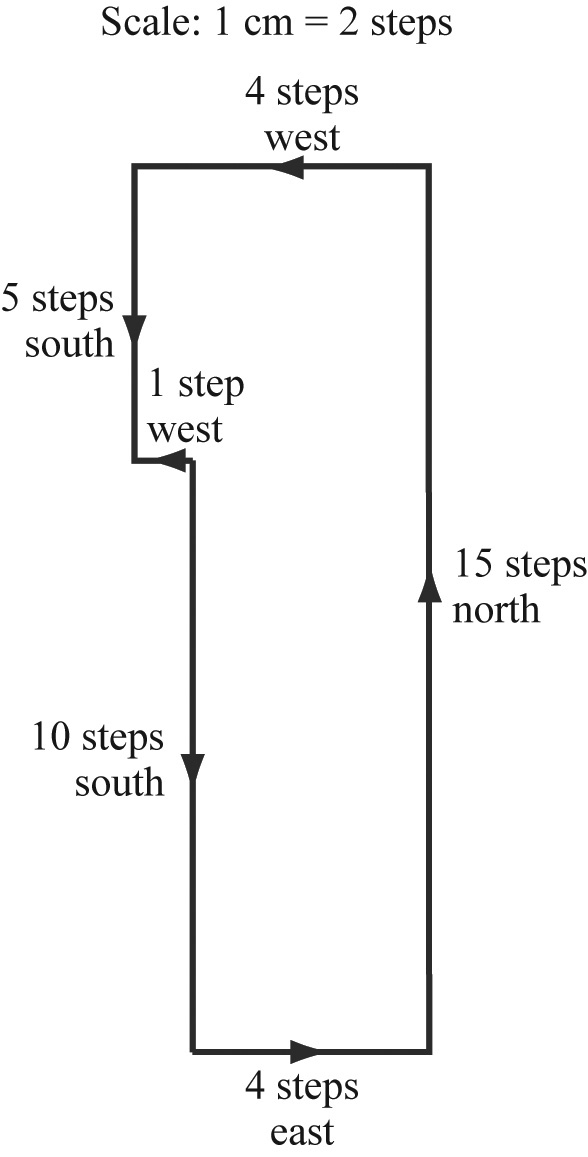 Scale: 1 cm = 2 steps
4 steps
west
5 steps
south
1 step
west
15 steps
north
10 steps
south
4 steps
east